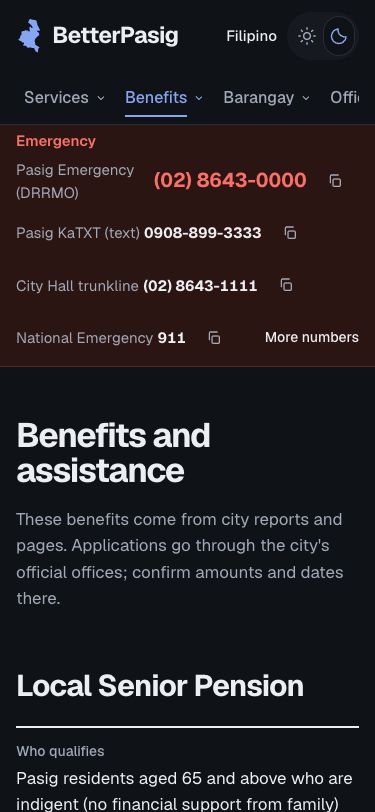 BetterPasig
Filipino
Services
Benefits
Barangay
Offi
Emergency
Pasig Emergency
(DRRMO)
(02) 8643-0000
Pasig KaTXT (text) 0908-899-3333
City Hall trunkline (02) 8643-1111
National Emergency 911
More numbers
Benefits and
assistance
These benefits come from city reports and
pages. Applications go through the city's
official offices; confirm amounts and dates
there.
Local Senior Pension
Who qualifies
Pasig residents aged 65 and above who are
indigent (no financial support from family)